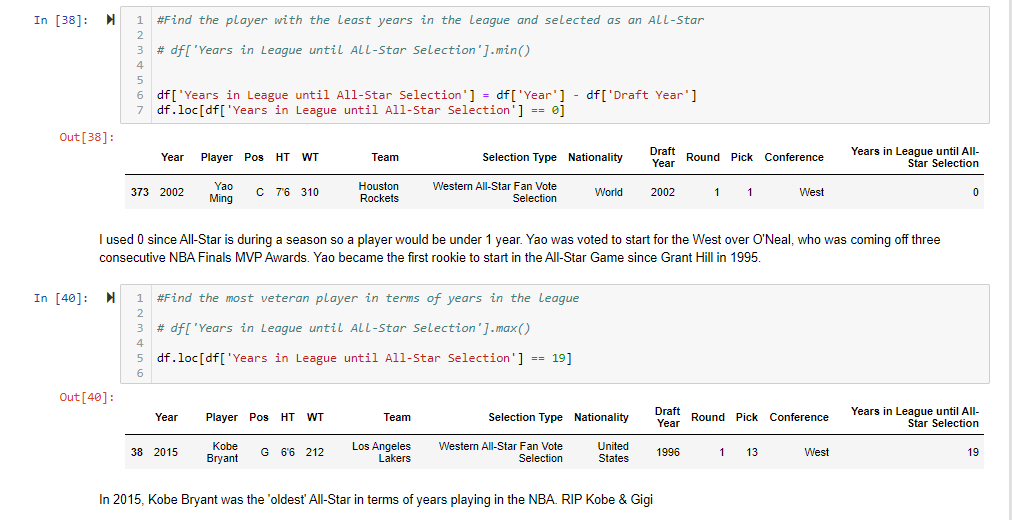 In [38]:
1 #Find the player with the least years in the league and selected as an All-Star
2
3 # df['Years in League until All-Star Selection'].min()
4
5
6 df['Years in League until All-Star Selection'] = df['Year'] - df['Draft Year']
7 df.loc[df['Years in League until All-Star Selection'] == 0]
Out[38]:
Year Player Pos HT WT Team Selection Type Nationality Draft Year Round Pick Conference Years in League until All-Star Selection
373 2002 Yao Ming C 7'6 310 Houston Rockets Western All-Star Fan Vote Selection World 2002 1 1 West 0
I used 0 since All-Star is during a season so a player would be under 1 year. Yao was voted to start for the West over O'Neal, who was coming off three
consecutive NBA Finals MVP Awards. Yao became the first rookie to start in the All-Star Game since Grant Hill in 1995.
In [40]:
1 #Find the most veteran player in terms of years in the league
2
3 # df['Years in League until All-Star Selection'].max()
4
5 df.loc[df['Years in League until All-Star Selection'] == 19]
6
Out[40]:
Year Player Pos HT WT Team Selection Type Nationality Draft Year Round Pick Conference Years in League until All-Star Selection
38 2015 Kobe Bryant G 6'6 212 Los Angeles Lakers Western All-Star Fan Vote Selection United States 1996 1 13 West 19
In 2015, Kobe Bryant was the 'oldest' All-Star in terms of years playing in the NBA. RIP Kobe & Gigi